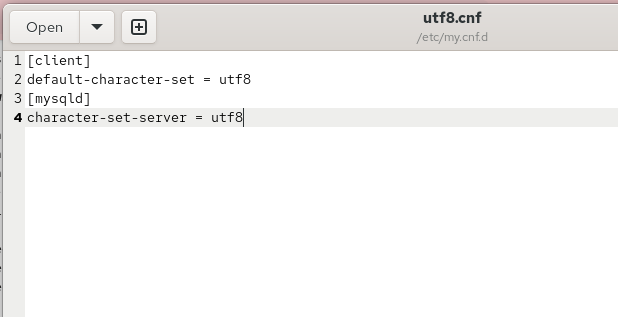 Open
utf8.cnf
/etc/my.cnf.d
1 [client]
2 default-character-set = utf8
3 [mysqld]
4 character-set-server = utf8